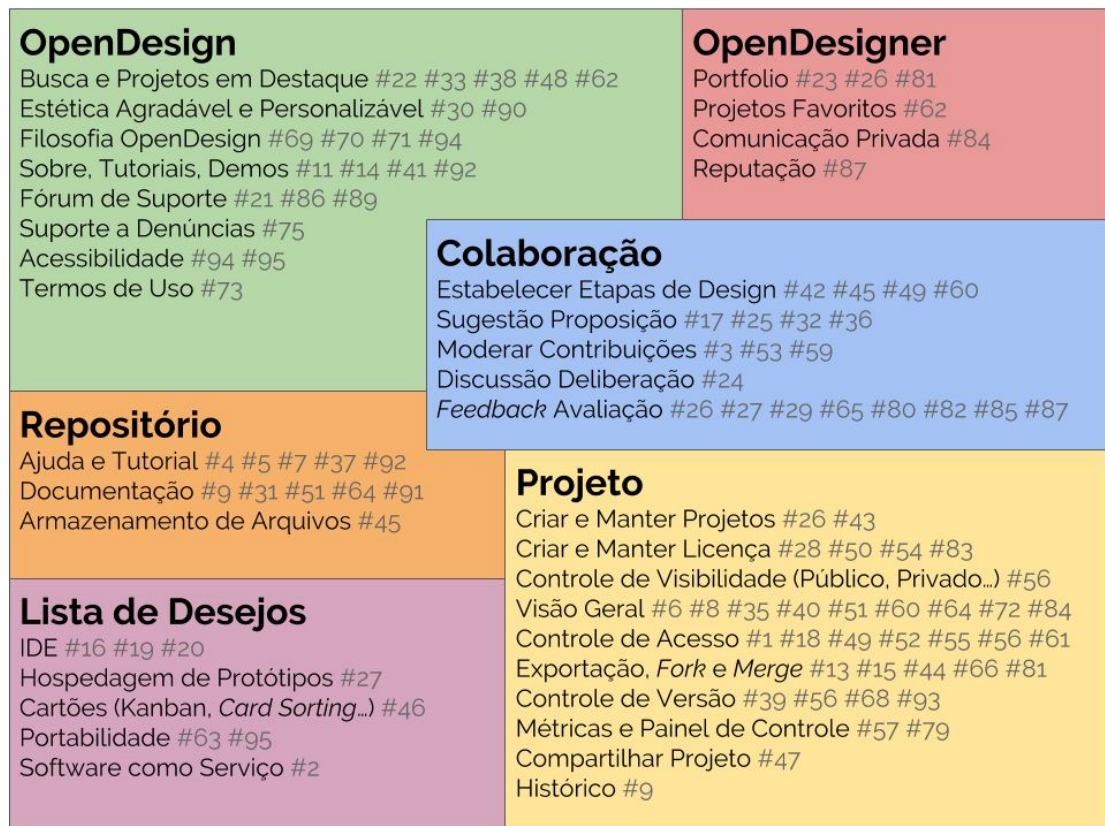 OpenDesign
Busca e Projetos em Destaque #22 #33 #38 #48 #62
Estética Agradável e Personalizável #30 #90
Filosofia OpenDesign #69 #70 #71 #94
Sobre, Tutoriais, Demos #11 #14 #41 #92
Fórum de Suporte #21 #86 #89
Suporte a Denúncias #75
Acessibilidade #94 #95
Termos de Uso #73
OpenDesigner
Portfolio #23 #26 #81
Projetos Favoritos #62
Comunicação Privada #84
Reputação #87
Colaboração
Estabelecer Etapas de Design #42 #45 #49 #60
Sugestão Proposição #17 #25 #32 #36
Moderar Contribuições #3 #53 #59
Discussão Deliberação #24
Feedback Avaliação #26 #27 #29 #65 #80 #82 #85 #87
Repositório
Ajuda e Tutorial #4 #5 #7 #37 #92
Documentação #9 #31 #51 #64 #91
Armazenamento de Arquivos #45
Projeto
Criar e Manter Projetos #26 #43
Criar e Manter Licença #28 #50 #54 #83
Controle de Visibilidade (Público, Privado…) #56
Visão Geral #6 #8 #35 #40 #51 #60 #64 #72 #84
Controle de Acesso #1 #18 #49 #52 #55 #56 #61
Exportação, Fork e Merge #13 #15 #44 #66 #81
Controle de Versão #39 #56 #68 #93
Métricas e Painel de Controle #57 #79
Compartilhar Projeto #47
Histórico #9
Lista de Desejos
IDE #16 #19 #20
Hospedagem de Protótipos #27
Cartões (Kanban, Card Sorting…) #46
Portabilidade #63 #95
Software como Serviço #2